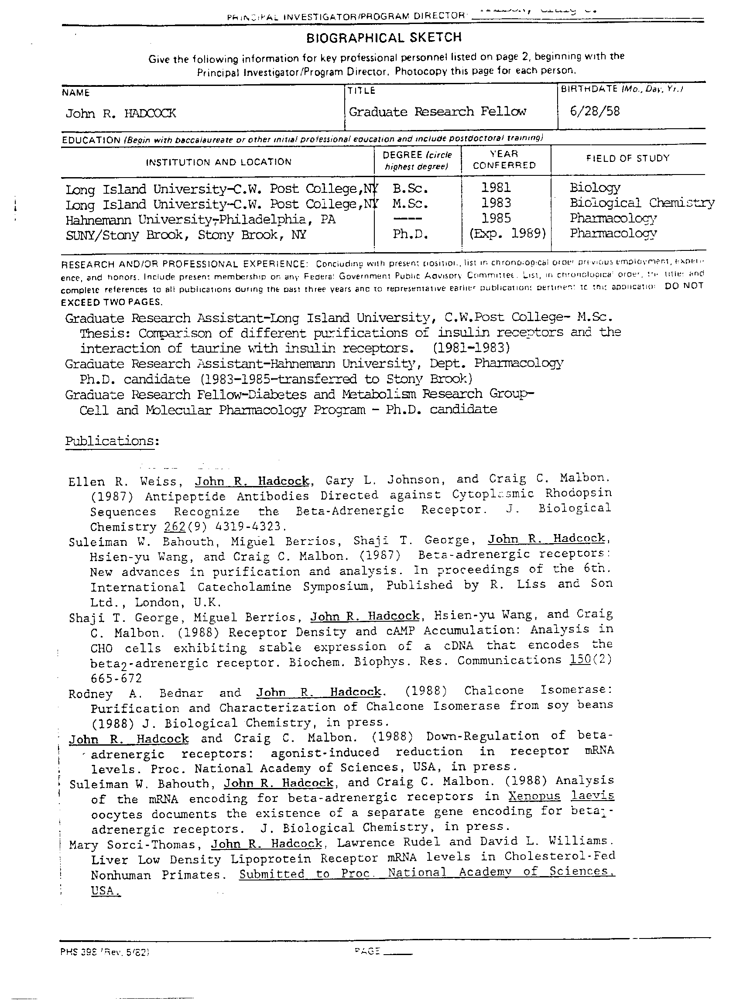 PRINCIPAL INVESTIGATOR/PROGRAM DIRECTOR:
BIOGRAPHICAL SKETCH
Give the following information for key professional personnel listed on page 2, beginning with the
Principal Investigator/Program Director. Photocopy this page for each person.
NAME TITLE BIRTHDATE (Mo., Day, Yr.)
John R. HADCOCK Graduate Research Fellow 6/28/58
EDUCATION (Begin with baccalaureate or other initial professional education and include postdoctoral training)
INSTITUTION AND LOCATION DEGREE (circle highest degree) YEAR CONFERRED FIELD OF STUDY
Long Island University-C.W. Post College,NY B.Sc. 1981 Biology
Long Island University-C.W. Post College,NY M.Sc. 1983 Biological Chemistry
Hahnemann University-Philadelphia, PA ---- 1985 Pharmacology
SUNY/Stony Brook, Stony Brook, NY Ph.D. (Exp. 1989) Pharmacology
RESEARCH AND/OR PROFESSIONAL EXPERIENCE: Concluding with present position, list in chronological order previous employment, experi-
ence, and honors. Include present membership on any Federal Government Public Advisory Committee. List, in chronological order, the titles and
complete references to all publications during the past three years and to representative earlier publications pertinent to this application. DO NOT
EXCEED TWO PAGES.
Graduate Research Assistant-Long Island University, C.W.Post College- M.Sc.
Thesis: Comparison of different purifications of insulin receptors and the
interaction of taurine with insulin receptors. (1981-1983)
Graduate Research Assistant-Hahnemann University, Dept. Pharmacology
Ph.D. candidate (1983-1985-transferred to Stony Brook)
Graduate Research Fellow-Diabetes and Metabolism Research Group-
Cell and Molecular Pharmacology Program - Ph.D. candidate
Publications:
Ellen R. Weiss, John R. Hadcock, Gary L. Johnson, and Craig C. Malbon.
(1987) Antipeptide Antibodies Directed against Cytoplasmic Rhodopsin
Sequences Recognize the Beta-Adrenergic Receptor. J. Biological
Chemistry 262(9) 4319-4323.
Suleiman W. Bahouth, Miguel Berrios, Shaji T. George, John R. Hadcock,
Hsien-yu Wang, and Craig C. Malbon. (1987) Beta-adrenergic receptors:
New advances in purification and analysis. In proceedings of the 6th.
International Catecholamine Symposium, Published by R. Liss and Son
Ltd., London, U.K.
Shaji T. George, Miguel Berrios, John R. Hadcock, Hsien-yu Wang, and Craig
C. Malbon. (1988) Receptor Density and cAMP Accumulation: Analysis in
CHO cells exhibiting stable expression of a cDNA that encodes the
beta2-adrenergic receptor. Biochem. Biophys. Res. Communications 150(2)
665-672
Rodney A. Bednar and John R. Hadcock. (1988) Chalcone Isomerase:
Purification and Characterization of Chalcone Isomerase from soy beans
(1988) J. Biological Chemistry, in press.
John R. Hadcock and Craig C. Malbon. (1988) Down-Regulation of beta-
adrenergic receptors: agonist-induced reduction in receptor mRNA
levels. Proc. National Academy of Sciences, USA, in press.
Suleiman W. Bahouth, John R. Hadcock, and Craig C. Malbon. (1988) Analysis
of the mRNA encoding for beta-adrenergic receptors in Xenopus laevis
oocytes documents the existence of a separate gene encoding for beta1-
adrenergic receptors. J. Biological Chemistry, in press.
Mary Sorci-Thomas, John R. Hadcock, Lawrence Rudel and David L. Williams.
Liver Low Density Lipoprotein Receptor mRNA levels in Cholesterol-Fed
Nonhuman Primates. Submitted to Proc. National Academy of Sciences,
USA.
PHS 398 (Rev. 5/82) PAGE